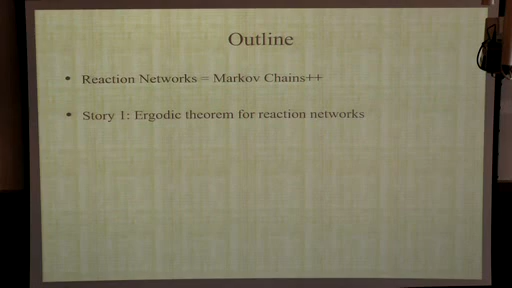 Outline
• Reaction Networks = Markov Chains++
• Story 1: Ergodic theorem for reaction networks